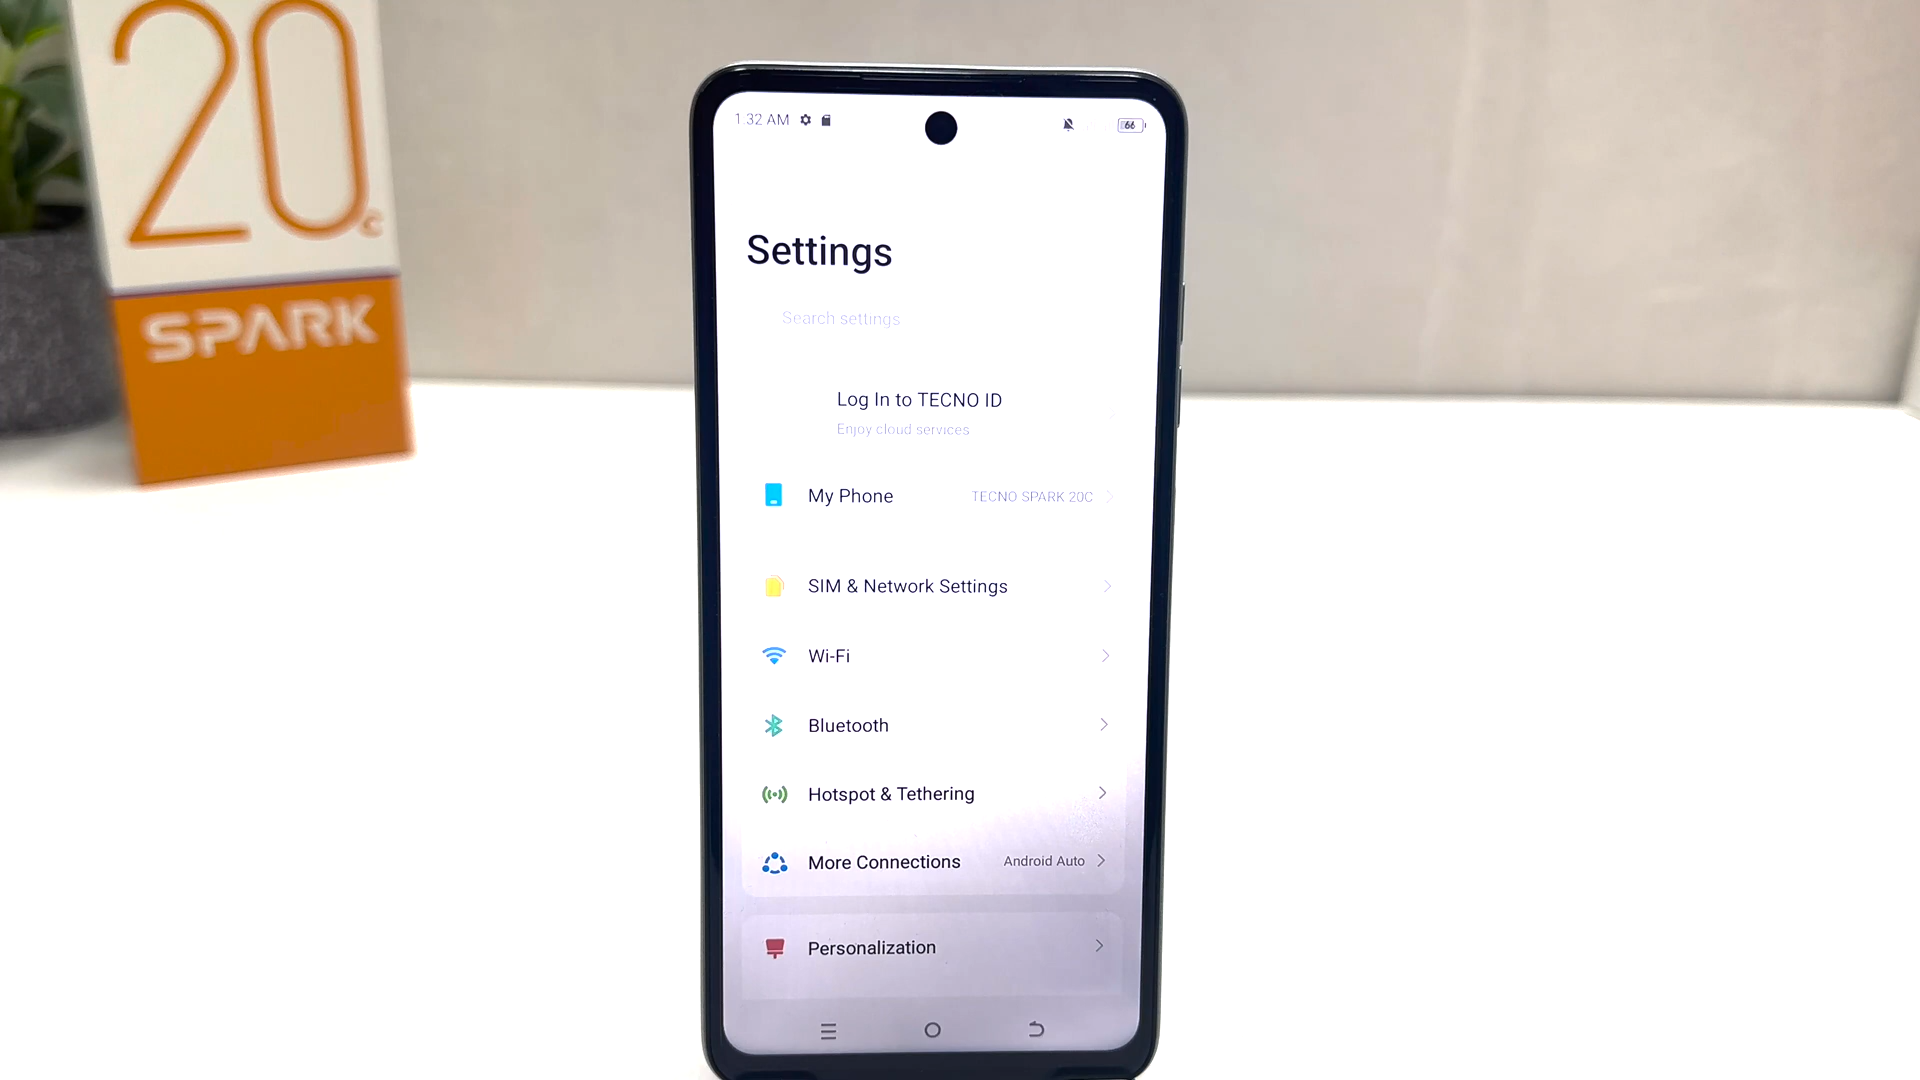 20c
SPARK
1:32 AM
66
Settings
Search settings
Log In to TECNO ID
Enjoy cloud services
My Phone TECNO SPARK 20C
SIM & Network Settings
Wi-Fi
Bluetooth
Hotspot & Tethering
More Connections Android Auto
Personalization